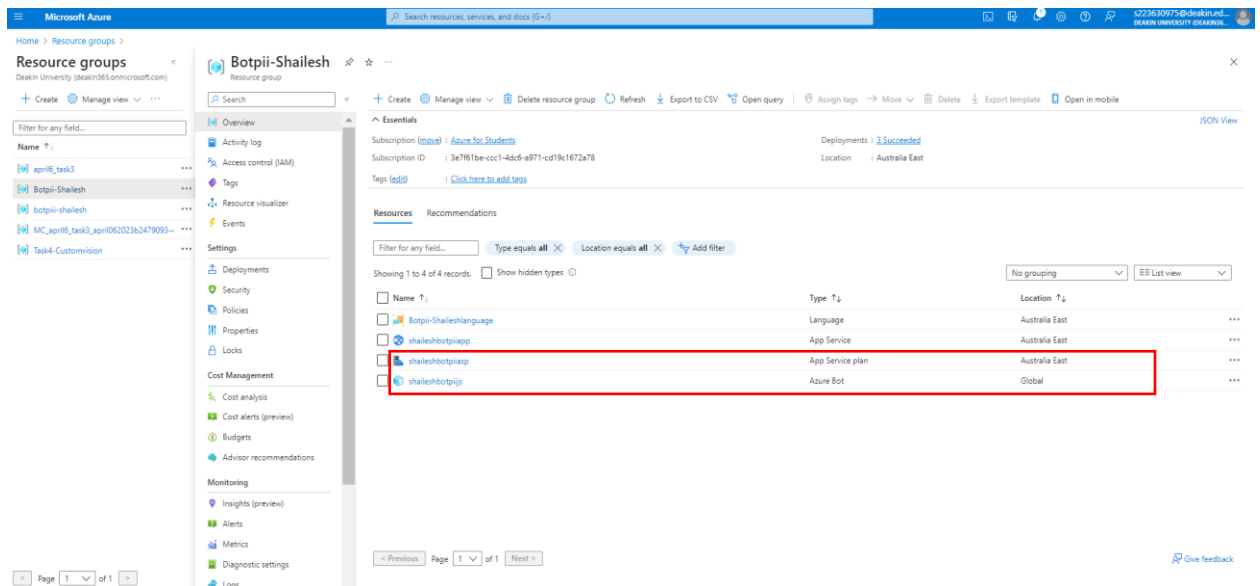 Microsoft Azure
Search resources, services, and docs (G+/)
1
s223630975@deakin.ed...
DEAKIN UNIVERSITY (DEAKIN36...
Home > Resource groups >
Resource groups
«
Deakin University (deakin365.onmicrosoft.com)
+ Create
Manage view
...
Filter for any field...
Name ↑↓
april6_task3 ...
Botpii-Shailesh ...
botpiii-shailesh ...
MC_april6_task3_april062023b2479093... ...
Task4-Customvision ...
< Page 1 of 1 >
Botpii-Shailesh
...
Resource group
Search
«
Overview
Activity log
Access control (IAM)
Tags
Resource visualizer
Events
Settings
Deployments
Security
Policies
Properties
Locks
Cost Management
Cost analysis
Cost alerts (preview)
Budgets
Advisor recommendations
Monitoring
Insights (preview)
Alerts
Metrics
Diagnostic settings
Logs
+ Create Manage view Delete resource group Refresh Export to CSV Open query Assign tags Move Delete Export template Open in mobile
Essentials JSON View
Subscription (move) : Azure for Students Deployments : 3 Succeeded
Subscription ID : 3e7f61be-ccc1-4dc6-a971-cd19c1672a78 Location : Australia East
Tags (edit) : Click here to add tags
Resources Recommendations
Filter for any field... Type equals all × Location equals all × Add filter
Showing 1 to 4 of 4 records. Show hidden types No grouping List view
Name ↑↓ Type ↑↓ Location ↑↓
Botpii-Shaileshlanguage Language Australia East ...
shaileshbotpiiapp App Service Australia East ...
shaileshbotpiiasp App Service plan Australia East ...
shaileshbotpiijs Azure Bot Global ...
< Previous Page 1 of 1 Next > Give feedback